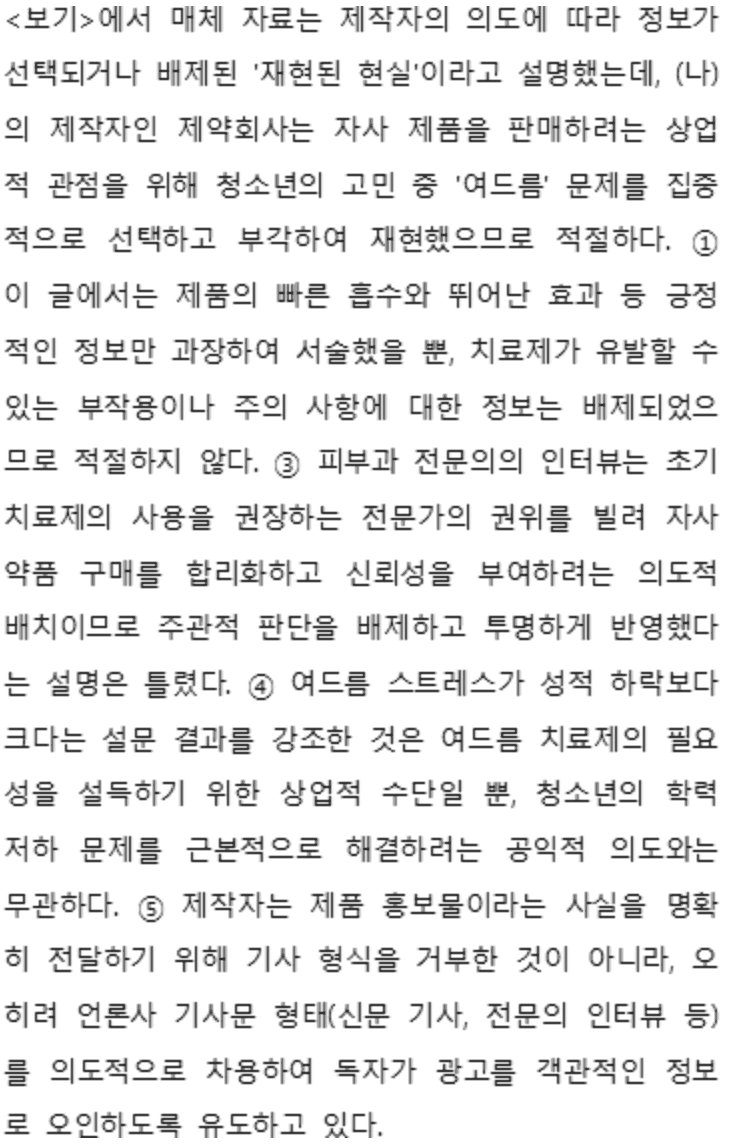 <보기>에서 매체 자료는 제작자의 의도에 따라 정보가
선택되거나 배제된 '재현된 현실'이라고 설명했는데, (나)
의 제작자인 제약회사는 자사 제품을 판매하려는 상업
적 관점을 위해 청소년의 고민 중 '여드름' 문제를 집중
적으로 선택하고 부각하여 재현했으므로 적절하다. ①
이 글에서는 제품의 빠른 흡수와 뛰어난 효과 등 긍정
적인 정보만 과장하여 서술했을 뿐, 치료제가 유발할 수
있는 부작용이나 주의 사항에 대한 정보는 배제되었으
므로 적절하지 않다. ③ 피부과 전문의의 인터뷰는 초기
치료제의 사용을 권장하는 전문가의 권위를 빌려 자사
약품 구매를 합리화하고 신뢰성을 부여하려는 의도적
배치이므로 주관적 판단을 배제하고 투명하게 반영했다
는 설명은 틀렸다. ④ 여드름 스트레스가 성적 하락보다
크다는 설문 결과를 강조한 것은 여드름 치료제의 필요
성을 설득하기 위한 상업적 수단일 뿐, 청소년의 학력
저하 문제를 근본적으로 해결하려는 공익적 의도와는
무관하다. ⑤ 제작자는 제품 홍보물이라는 사실을 명확
히 전달하기 위해 기사 형식을 거부한 것이 아니라, 오
히려 언론사 기사문 형태(신문 기사, 전문의 인터뷰 등)
를 의도적으로 차용하여 독자가 광고를 객관적인 정보
로 오인하도록 유도하고 있다.